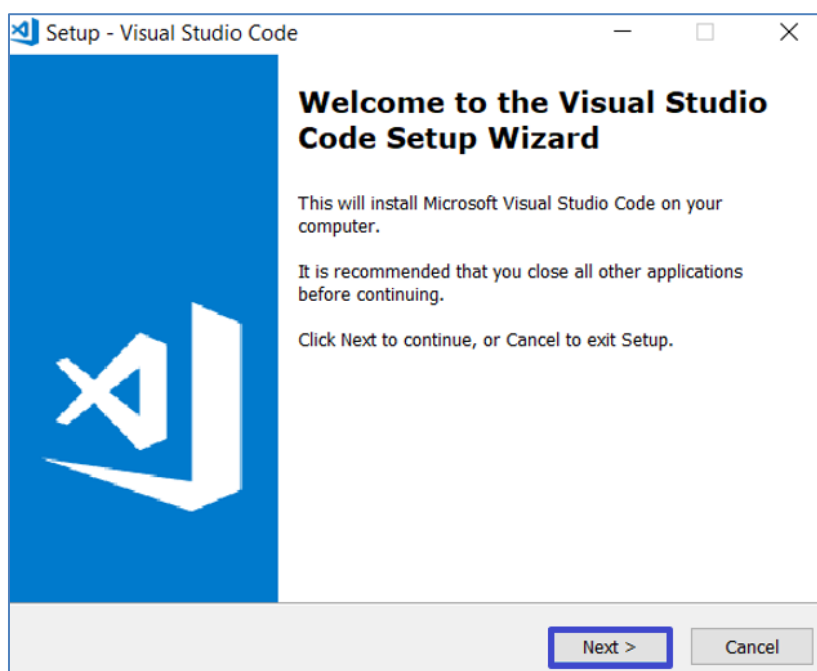 Setup - Visual Studio Code
Welcome to the Visual Studio
Code Setup Wizard
This will install Microsoft Visual Studio Code on your
computer.
It is recommended that you close all other applications
before continuing.
Click Next to continue, or Cancel to exit Setup.
Next >
Cancel